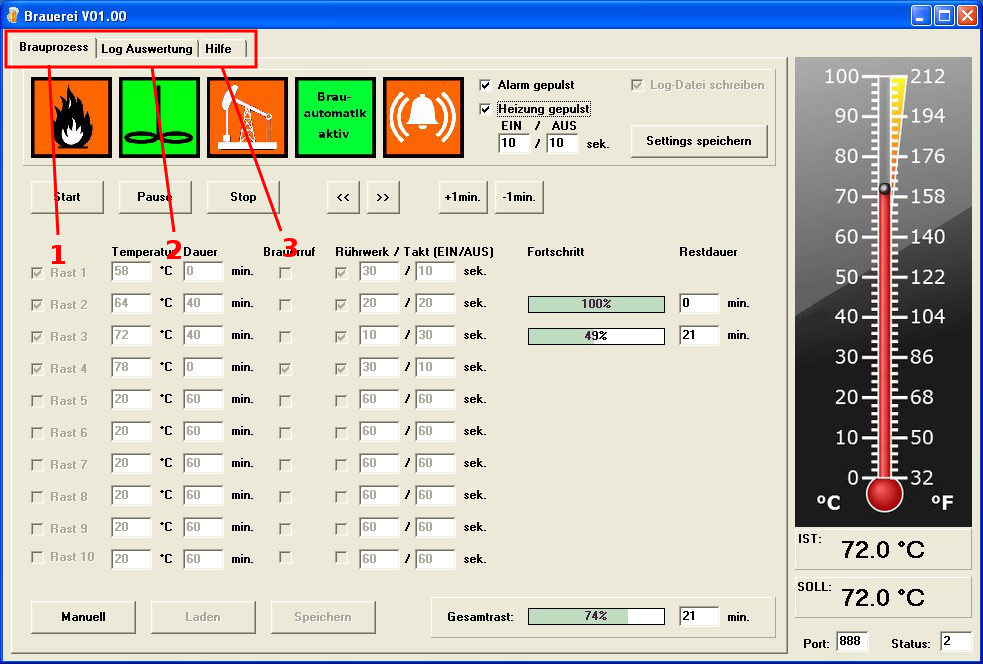 Brauerei V01.00
Brauprozess Log Auswertung Hilfe
Brau-
automatik
aktiv
Alarm gepulst
Log-Datei schreiben
Heizung gepulst
EIN / AUS
10 / 10 sek.
Settings speichern
Start Pause Stop << >> +1min. -1min.
1 2 3
Temperatur Dauer Brauerruf Rührwerk / Takt (EIN/AUS) Fortschritt Restdauer
Rast 1 58 °C 0 min. 30 / 10 sek.
Rast 2 64 °C 40 min. 20 / 20 sek. 100% 0 min.
Rast 3 72 °C 40 min. 10 / 30 sek. 49% 21 min.
Rast 4 78 °C 0 min. 30 / 10 sek.
Rast 5 20 °C 60 min. 60 / 60 sek.
Rast 6 20 °C 60 min. 60 / 60 sek.
Rast 7 20 °C 60 min. 60 / 60 sek.
Rast 8 20 °C 60 min. 60 / 60 sek.
Rast 9 20 °C 60 min. 60 / 60 sek.
Rast 10 20 °C 60 min. 60 / 60 sek.
Manuell Laden Speichern
Gesamtrast: 74% 21 min.
100 212
90 194
80 176
70 158
60 140
50 122
40 104
30 86
20 68
10 50
0 32
ºC ºF
IST: 72.0 °C
SOLL: 72.0 °C
Port: 888 Status: 2